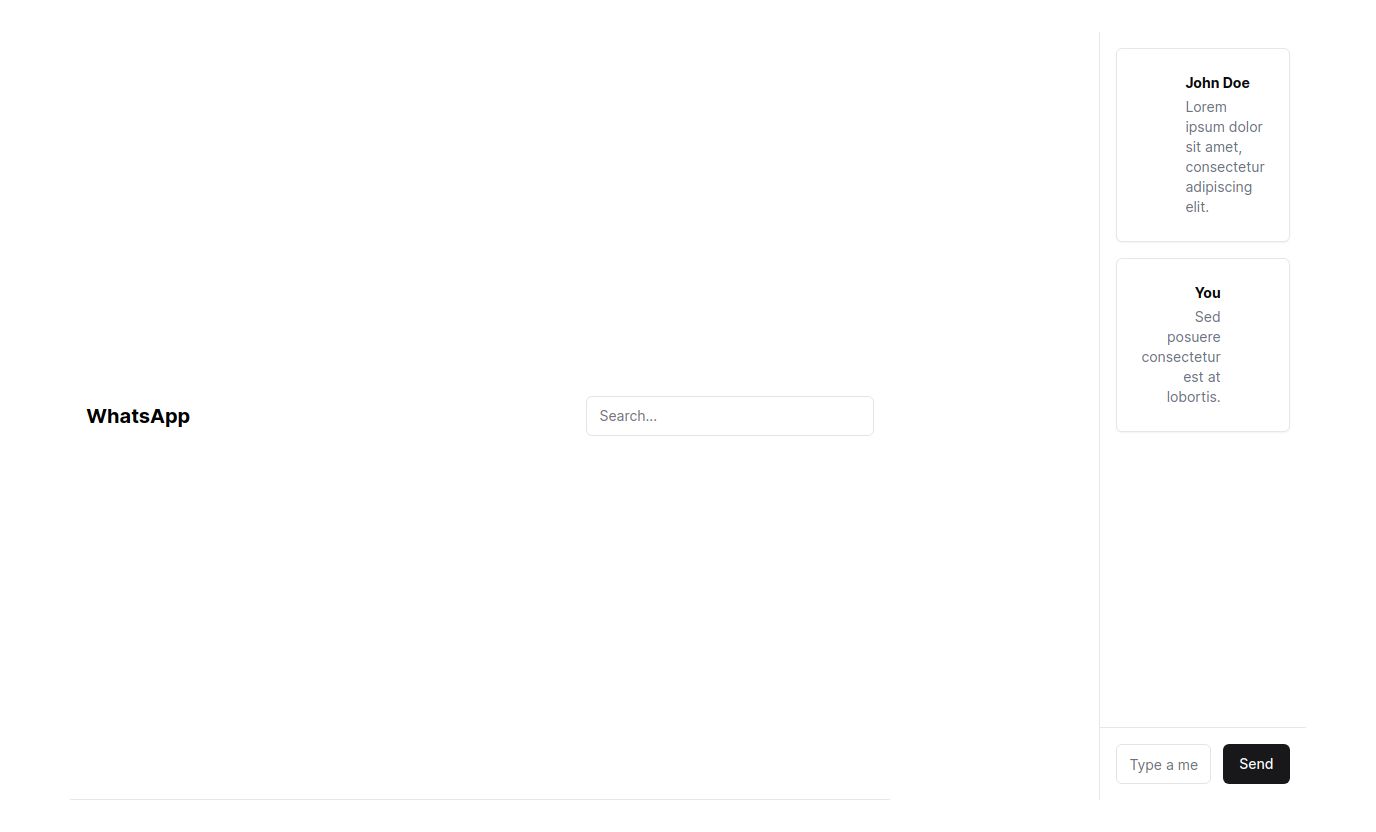 WhatsApp
Search...
John Doe
Lorem
ipsum dolor
sit amet,
consectetur
adipiscing
elit.
You
Sed
posuere
consectetur
est at
lobortis.
Type a me
Send